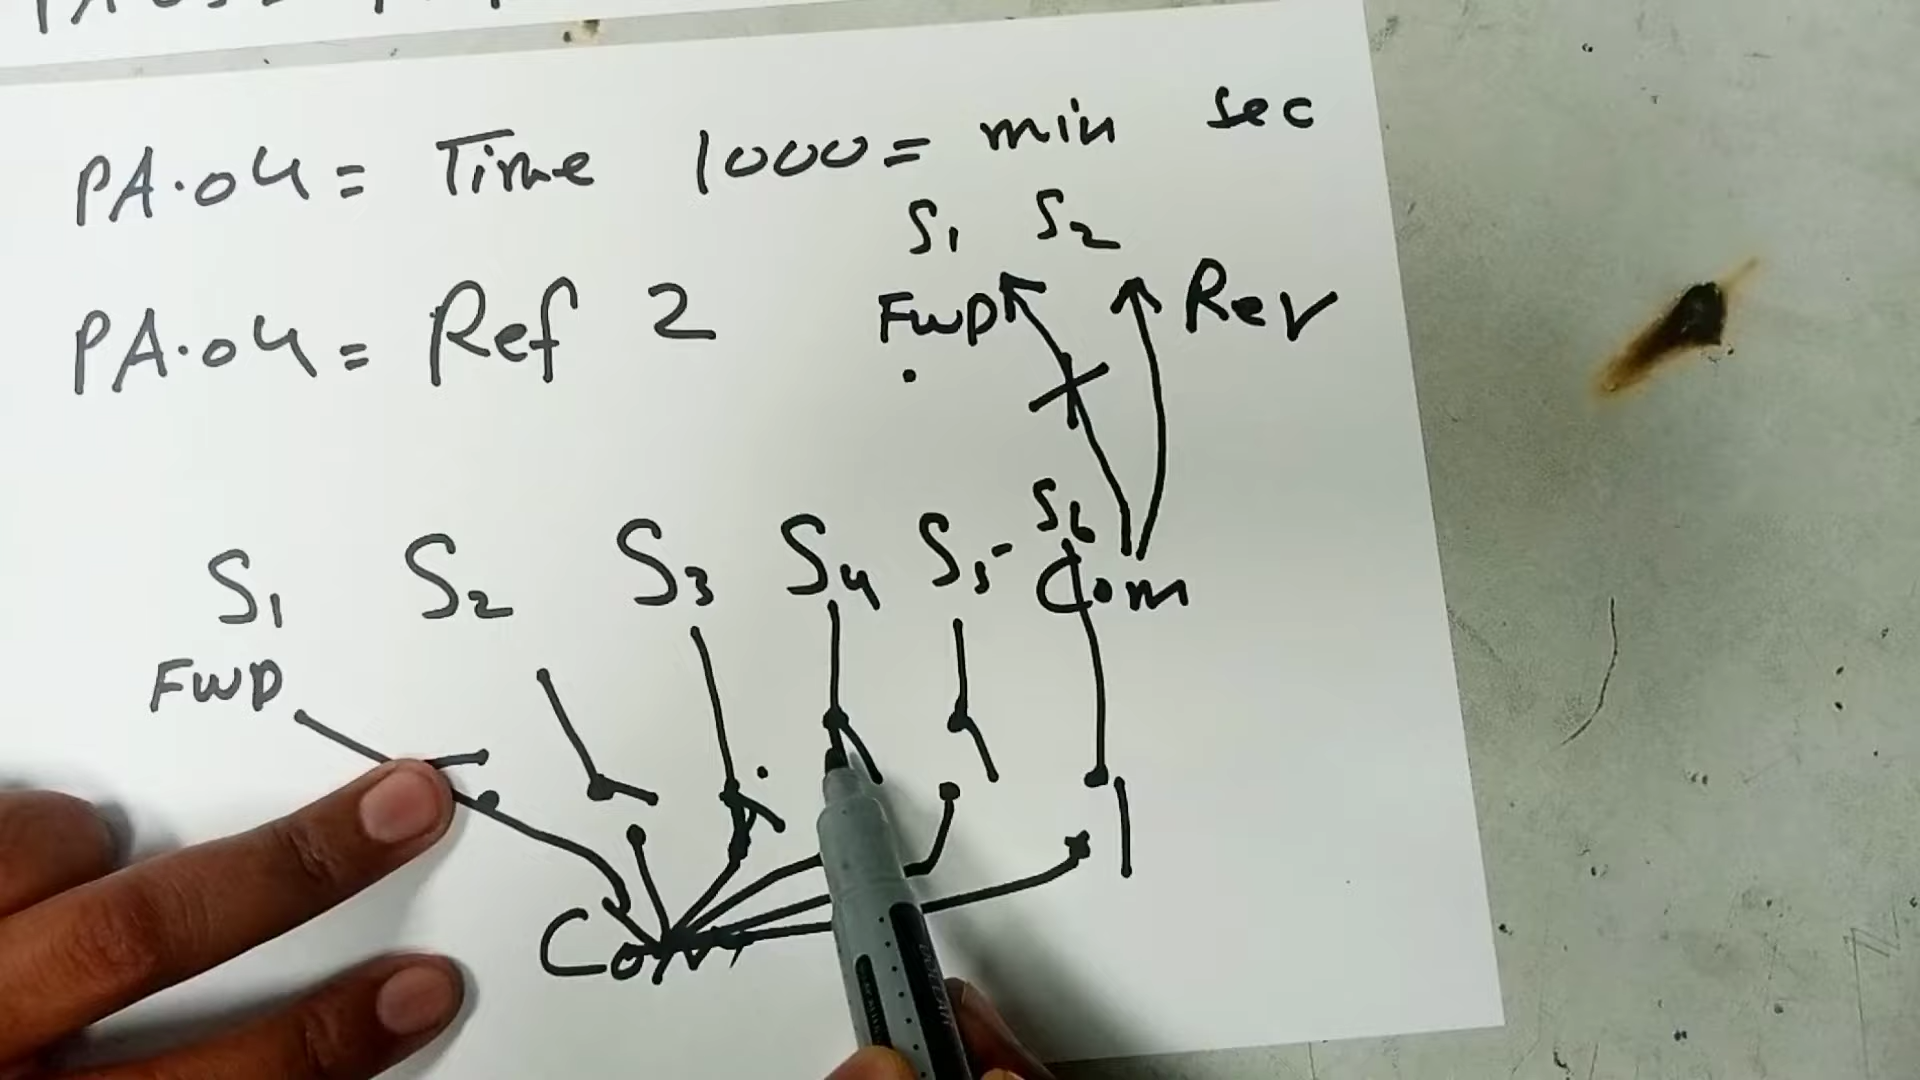 PA.04 = Time 1000 = min sec
S1 S2
PA.04 = Ref 2 FWD Rev
S1 S2 S3 S4 S5 S6
Com
FWD
Com